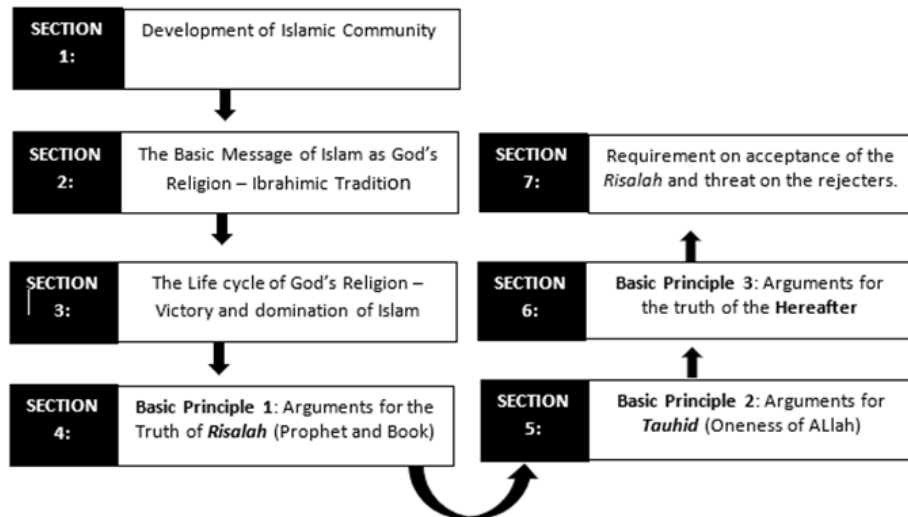 SECTION
1:
Development of Islamic Community
SECTION
2:
The Basic Message of Islam as God’s
Religion – Ibrahimic Tradition
SECTION
3:
The Life cycle of God’s Religion –
Victory and domination of Islam
SECTION
4:
Basic Principle 1: Arguments for the
Truth of Risalah (Prophet and Book)
SECTION
5:
Basic Principle 2: Arguments for
Tauhid (Oneness of ALlah)
SECTION
6:
Basic Principle 3: Arguments for
the truth of the Hereafter
SECTION
7:
Requirement on acceptance of the
Risalah and threat on the rejecters.